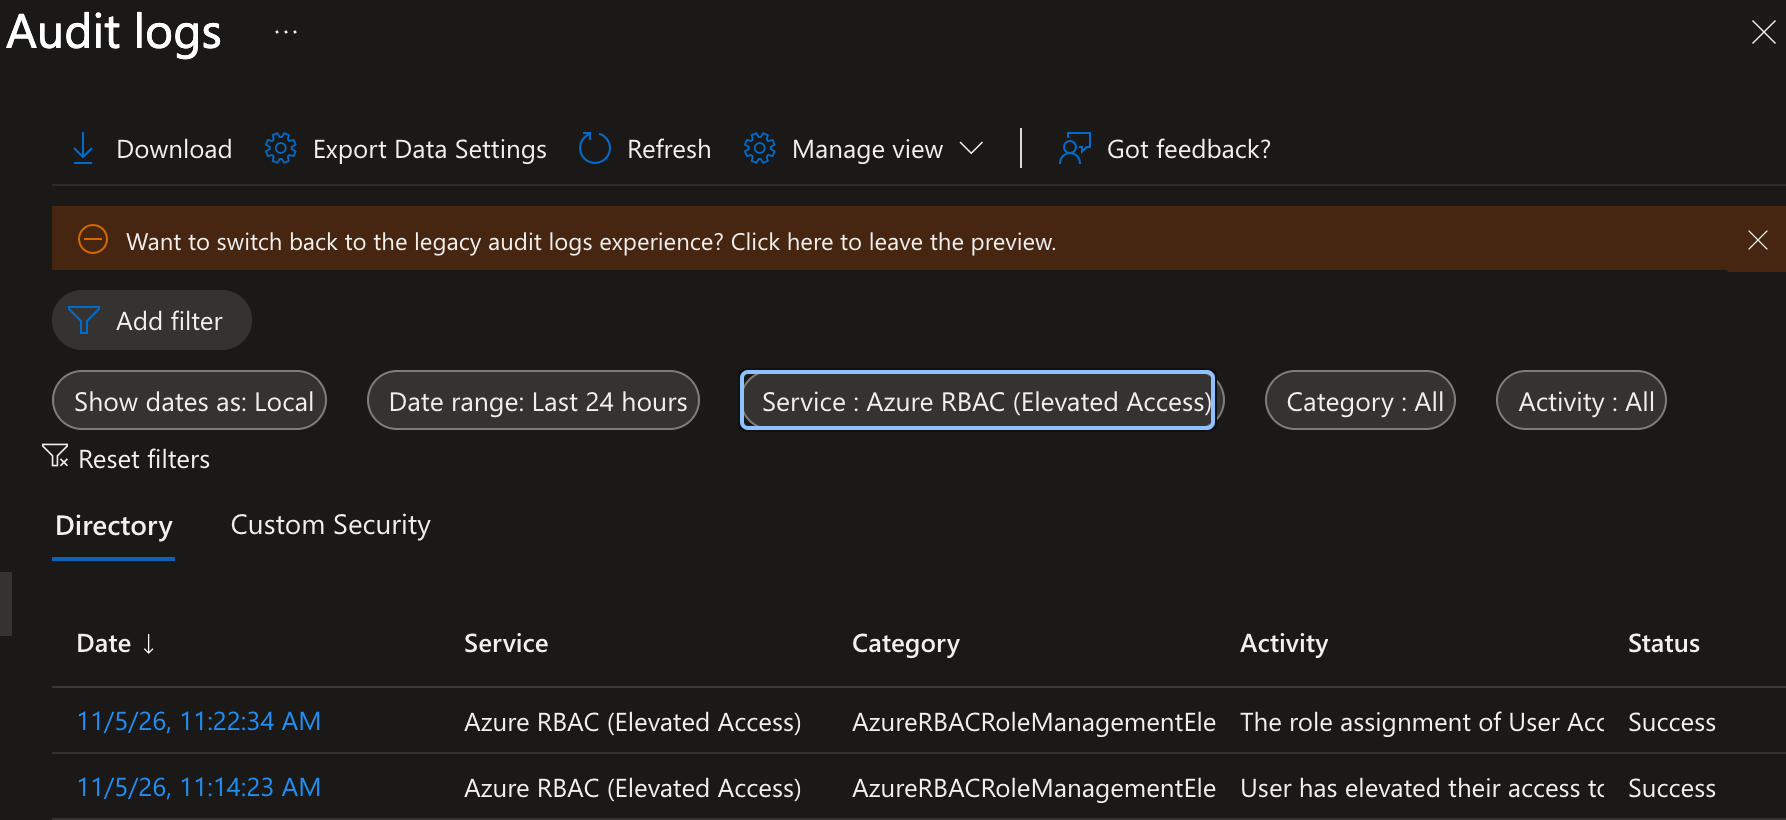 Audit logs ...
Download Export Data Settings Refresh Manage view Got feedback?
Want to switch back to the legacy audit logs experience? Click here to leave the preview.
Add filter
Show dates as: Local Date range: Last 24 hours Service : Azure RBAC (Elevated Access) Category : All Activity : All
Reset filters
Directory Custom Security
Date ↓ Service Category Activity Status
11/5/26, 11:22:34 AM Azure RBAC (Elevated Access) AzureRBACRoleManagementEle The role assignment of User Acc Success
11/5/26, 11:14:23 AM Azure RBAC (Elevated Access) AzureRBACRoleManagementEle User has elevated their access to Success